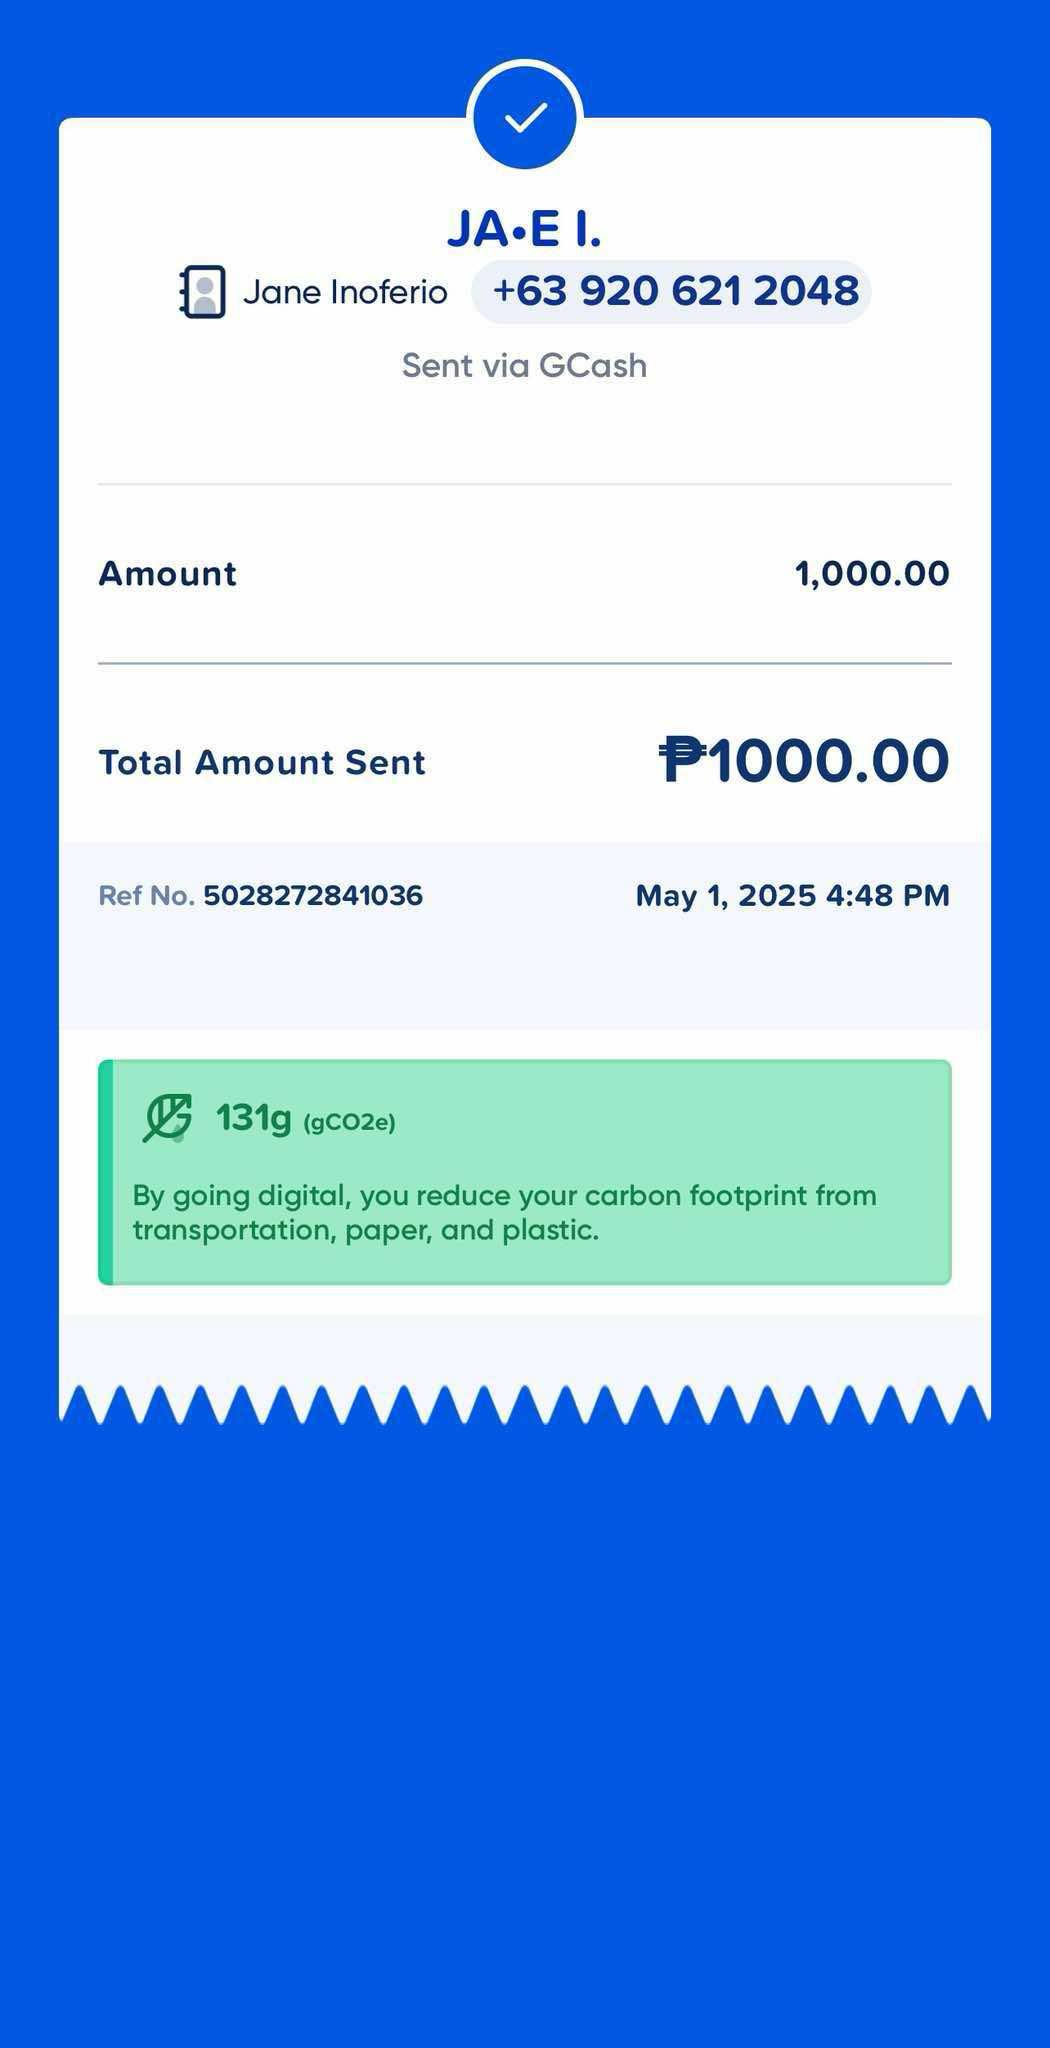 JA•E I.
Jane Inoferio +63 920 621 2048
Sent via GCash
Amount 1,000.00
Total Amount Sent ₱1000.00
Ref No. 5028272841036 May 1, 2025 4:48 PM
131g (gCO2e)
By going digital, you reduce your carbon footprint from
transportation, paper, and plastic.